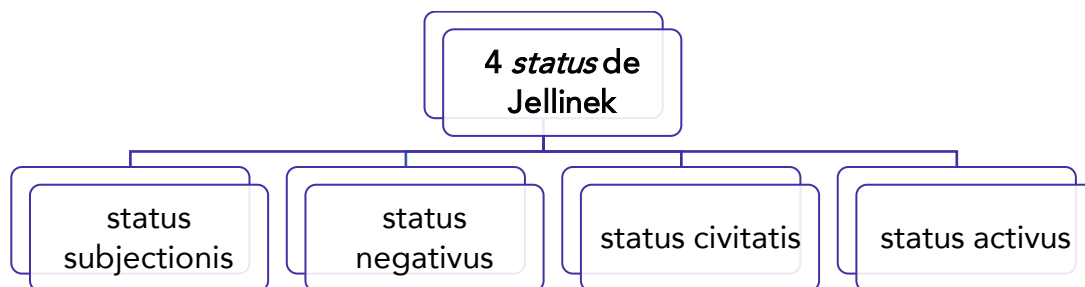 4 status de
Jellinek
status
subjectionis
status
negativus
status civitatis
status activus